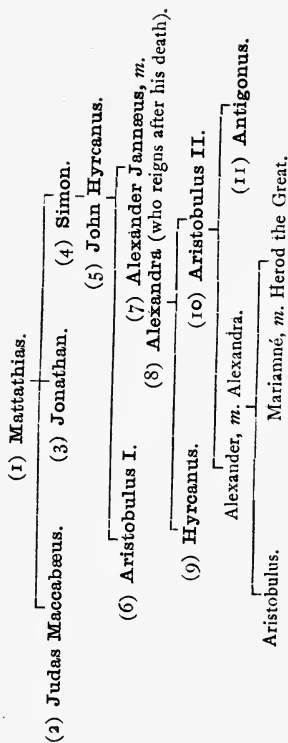 (1) Mattathias.
(2) Judas Maccabæus. (3) Jonathan. (4) Simon.
(5) John Hyrcanus.
(6) Aristobulus I. (7) Alexander Jannæus, m.
(8) Alexandra (who reigns after his death).
(9) Hyrcanus. (10) Aristobulus II.
Alexander, m. Alexandra. (11) Antigonus.
Aristobulus. Mariamné, m. Herod the Great.